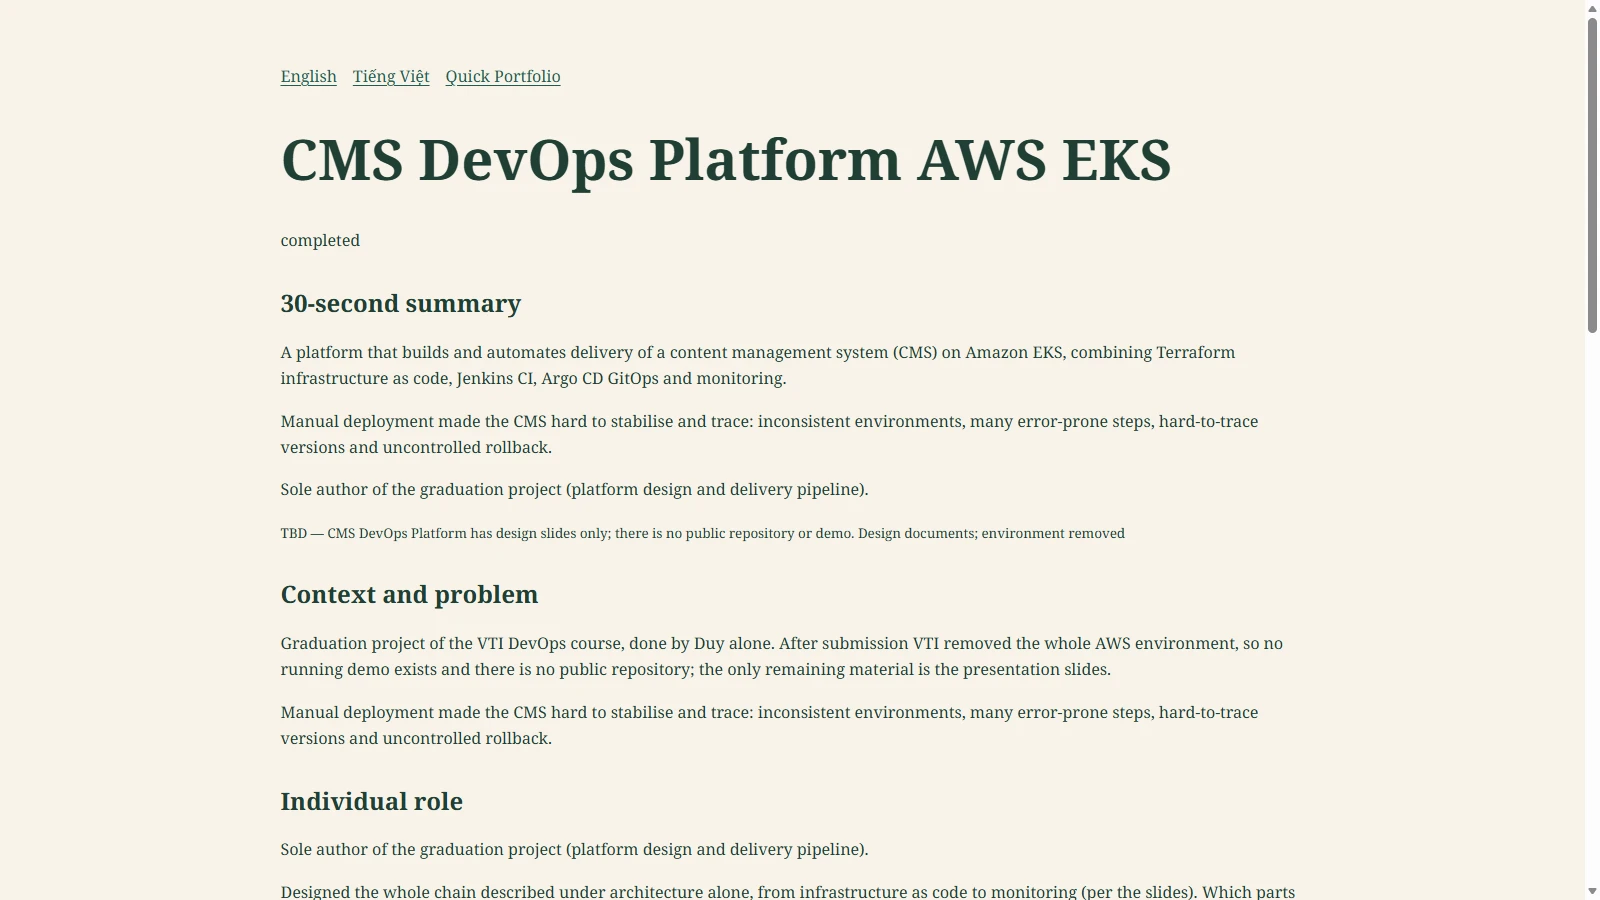 English Tiếng Việt Quick Portfolio
CMS DevOps Platform AWS EKS
completed
30-second summary
A platform that builds and automates delivery of a content management system (CMS) on Amazon EKS, combining Terraform
infrastructure as code, Jenkins CI, Argo CD GitOps and monitoring.
Manual deployment made the CMS hard to stabilise and trace: inconsistent environments, many error-prone steps, hard-to-trace
versions and uncontrolled rollback.
Sole author of the graduation project (platform design and delivery pipeline).
TBD — CMS DevOps Platform has design slides only; there is no public repository or demo. Design documents; environment removed
Context and problem
Graduation project of the VTI DevOps course, done by Duy alone. After submission VTI removed the whole AWS environment, so no
running demo exists and there is no public repository; the only remaining material is the presentation slides.
Manual deployment made the CMS hard to stabilise and trace: inconsistent environments, many error-prone steps, hard-to-trace
versions and uncontrolled rollback.
Individual role
Sole author of the graduation project (platform design and delivery pipeline).
Designed the whole chain described under architecture alone, from infrastructure as code to monitoring (per the slides). Which parts